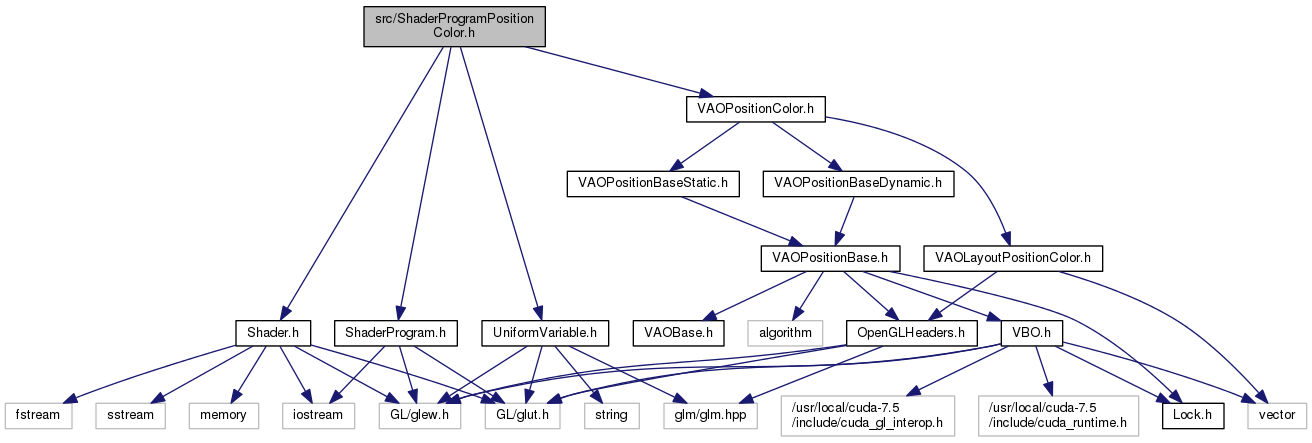 src/ShaderProgramPosition
Color.h
VAOPositionColor.h
VAOPositionBaseStatic.h
VAOPositionBaseDynamic.h
VAOPositionBase.h
VAOLayoutPositionColor.h
Shader.h
ShaderProgram.h
UniformVariable.h
VAOBase.h
algorithm
OpenGLHeaders.h
VBO.h
fstream
sstream
memory
iostream
GL/glew.h
GL/glut.h
string
glm/glm.hpp
/usr/local/cuda-7.5
/include/cuda_gl_interop.h
/usr/local/cuda-7.5
/include/cuda_runtime.h
Lock.h
vector